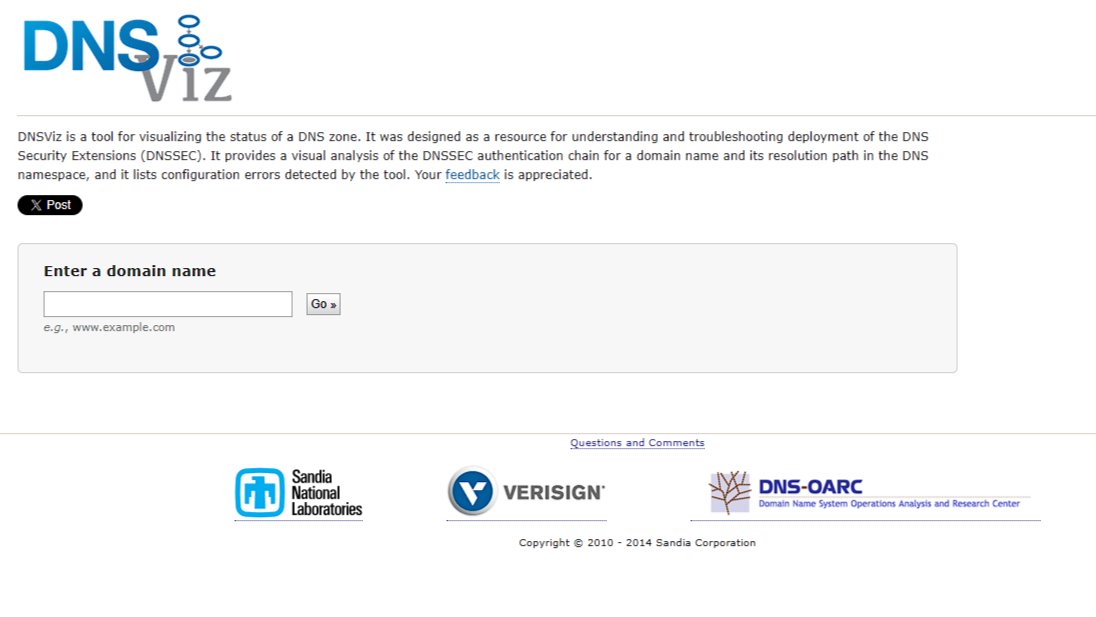 DNS
Viz
DNSViz is a tool for visualizing the status of a DNS zone. It was designed as a resource for understanding and troubleshooting deployment of the DNS
Security Extensions (DNSSEC). It provides a visual analysis of the DNSSEC authentication chain for a domain name and its resolution path in the DNS
namespace, and it lists configuration errors detected by the tool. Your feedback is appreciated.
X Post
Enter a domain name
Go »
e.g., www.example.com
Questions and Comments
Sandia
National
Laboratories
VERISIGN
DNS-OARC
Domain Name System Operations Analysis and Research Center
Copyright © 2010 - 2014 Sandia Corporation